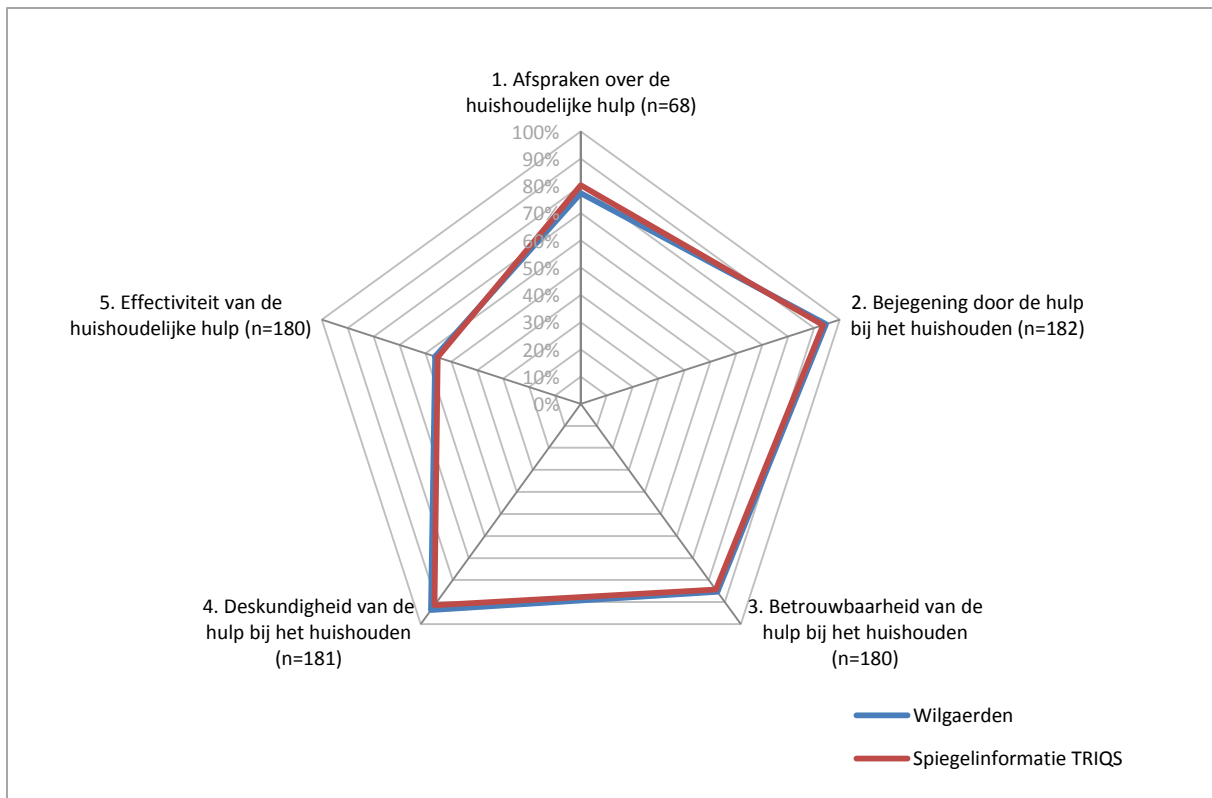 1. Afspraken over de
huishoudelijke hulp (n=68)
100%
90%
80%
70%
60%
50%
40%
30%
20%
10%
0%
2. Bejegening door de hulp
bij het huishouden (n=182)
3. Betrouwbaarheid van de
hulp bij het huishouden
(n=180)
4. Deskundigheid van de
hulp bij het huishouden
(n=181)
5. Effectiviteit van de
huishoudelijke hulp (n=180)
Wilgaerden
Spiegelinformatie TRIQS